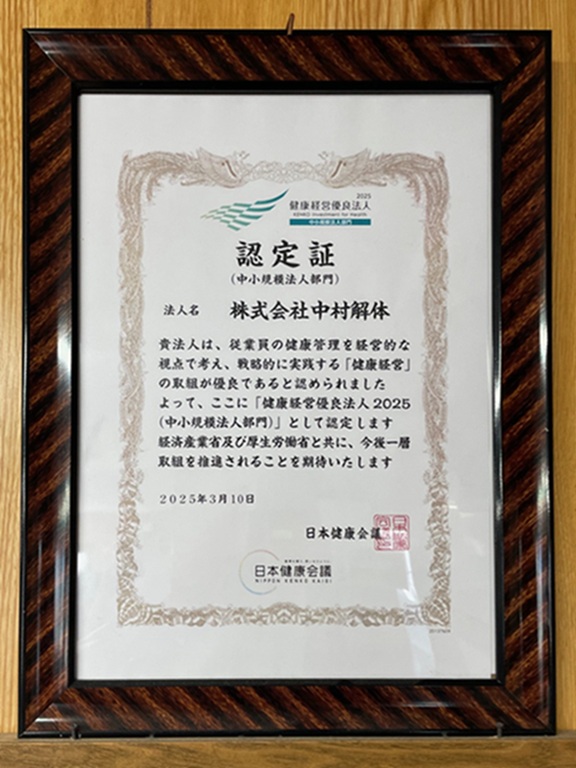 2025
健康経営優良法人
KENKO Investment for Health
中小規模法人部門
認定証
(中小規模法人部門)
法人名 株式会社中村解体
貴法人は、従業員の健康管理を経営的な
視点で考え、戦略的に実践する「健康経営」
の取組が優良であると認められました
よって、ここに「健康経営優良法人2025
(中小規模法人部門)」として認定します
経済産業省及び厚生労働省と共に、今後一層
取組を推進されることを期待いたします
2025年3月10日
日本健康会議
日本健康会議
NIPPON KENKO KAIGI